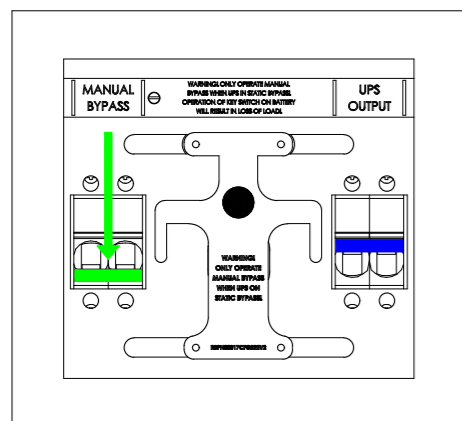 MANUAL
BYPASS
WARNING! ONLY OPERATE MANUAL
BYPASS WHEN UPS IN STATIC BYPASS.
OPERATION OF KEY SWITCH ON BATTERY
WILL RESULT IN LOSS OF LOAD!.
UPS
OUTPUT
WARNING!
ONLY OPERATE
MANUAL BYPASS
WHEN UPS ON
STATIC BYPASS.